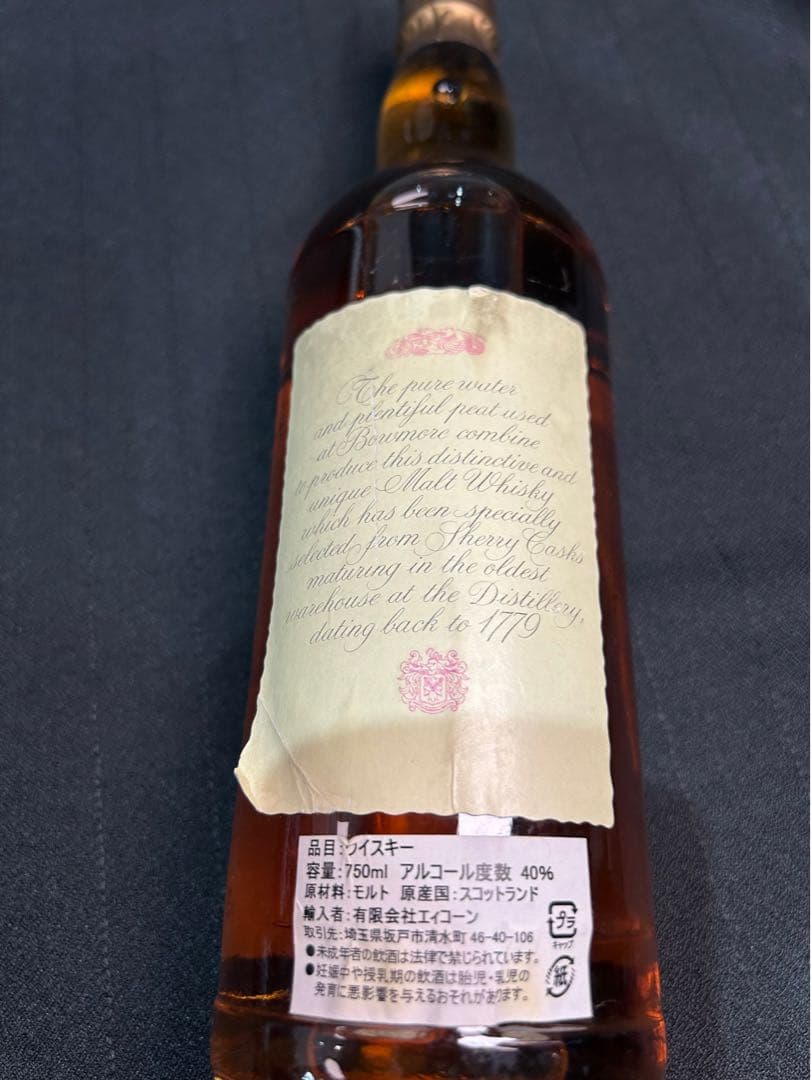 The pure water
and plentiful peat used
at Bowmore combine
to produce this distinctive and
unique Malt Whisky
which has been specially
selected from Sherry Casks
maturing in the oldest
warehouse at the Distillery,
dating back to 1779
品目:ウイスキー
容量:750ml アルコール度数 40%
原材料:モルト 原産国:スコットランド
輸入者:有限会社エィコーン
取引先:埼玉県坂戸市清水町 46-40-106
●未成年者の飲酒は法律で禁じられています。
●妊娠中や授乳期の飲酒は胎児・乳児の
発育に悪影響を与えるおそれがあります。
プラ
キャップ
紙